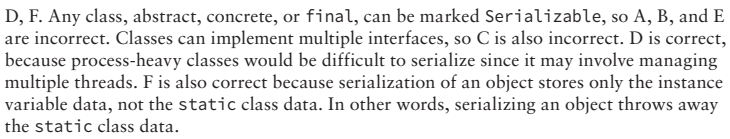 D, F. Any class, abstract, concrete, or final, can be marked Serializable, so A, B, and E
are incorrect. Classes can implement multiple interfaces, so C is also incorrect. D is correct,
because process-heavy classes would be difficult to serialize since it may involve managing
multiple threads. F is also correct because serialization of an object stores only the instance
variable data, not the static class data. In other words, serializing an object throws away
the static class data.